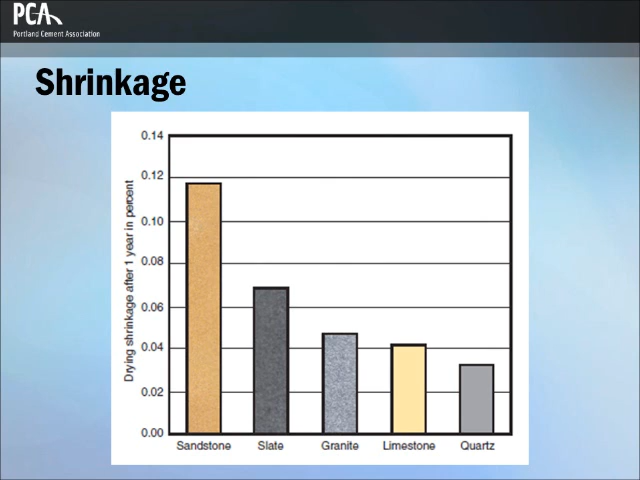 PCA
Portland Cement Association
Shrinkage
Drying shrinkage after 1 year in percent
0.14
0.12
0.10
0.08
0.06
0.04
0.02
0.00
Sandstone Slate Granite Limestone Quartz